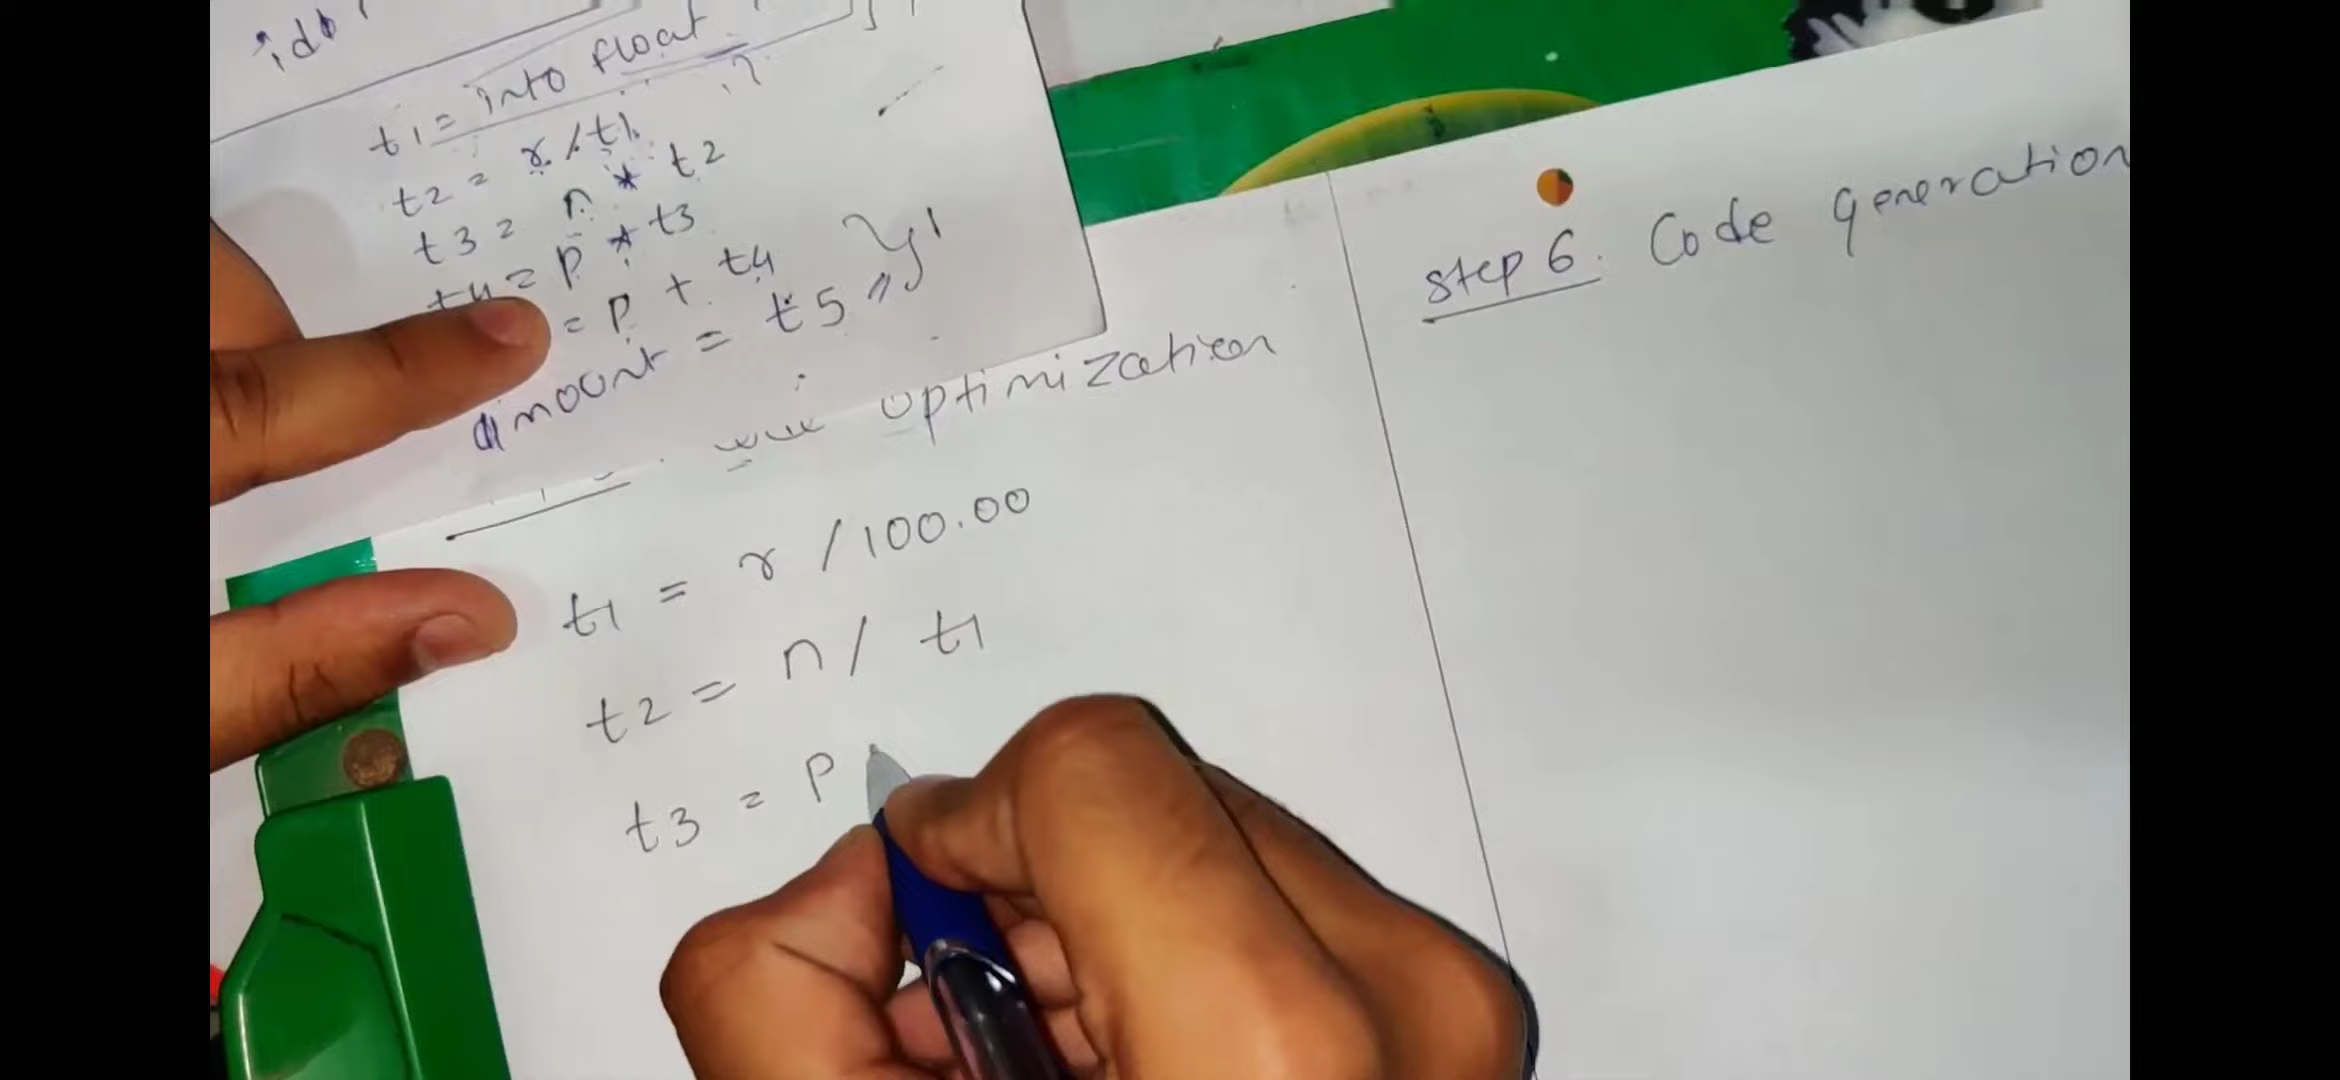 t1 = into float
t2 = r / t1
t3 = n * t2
t4 = p * t3
= p + t4
amount = t5 //
optimization
t1 = r / 100.00
t2 = n / t1
t3 = p
step 6. Code generation